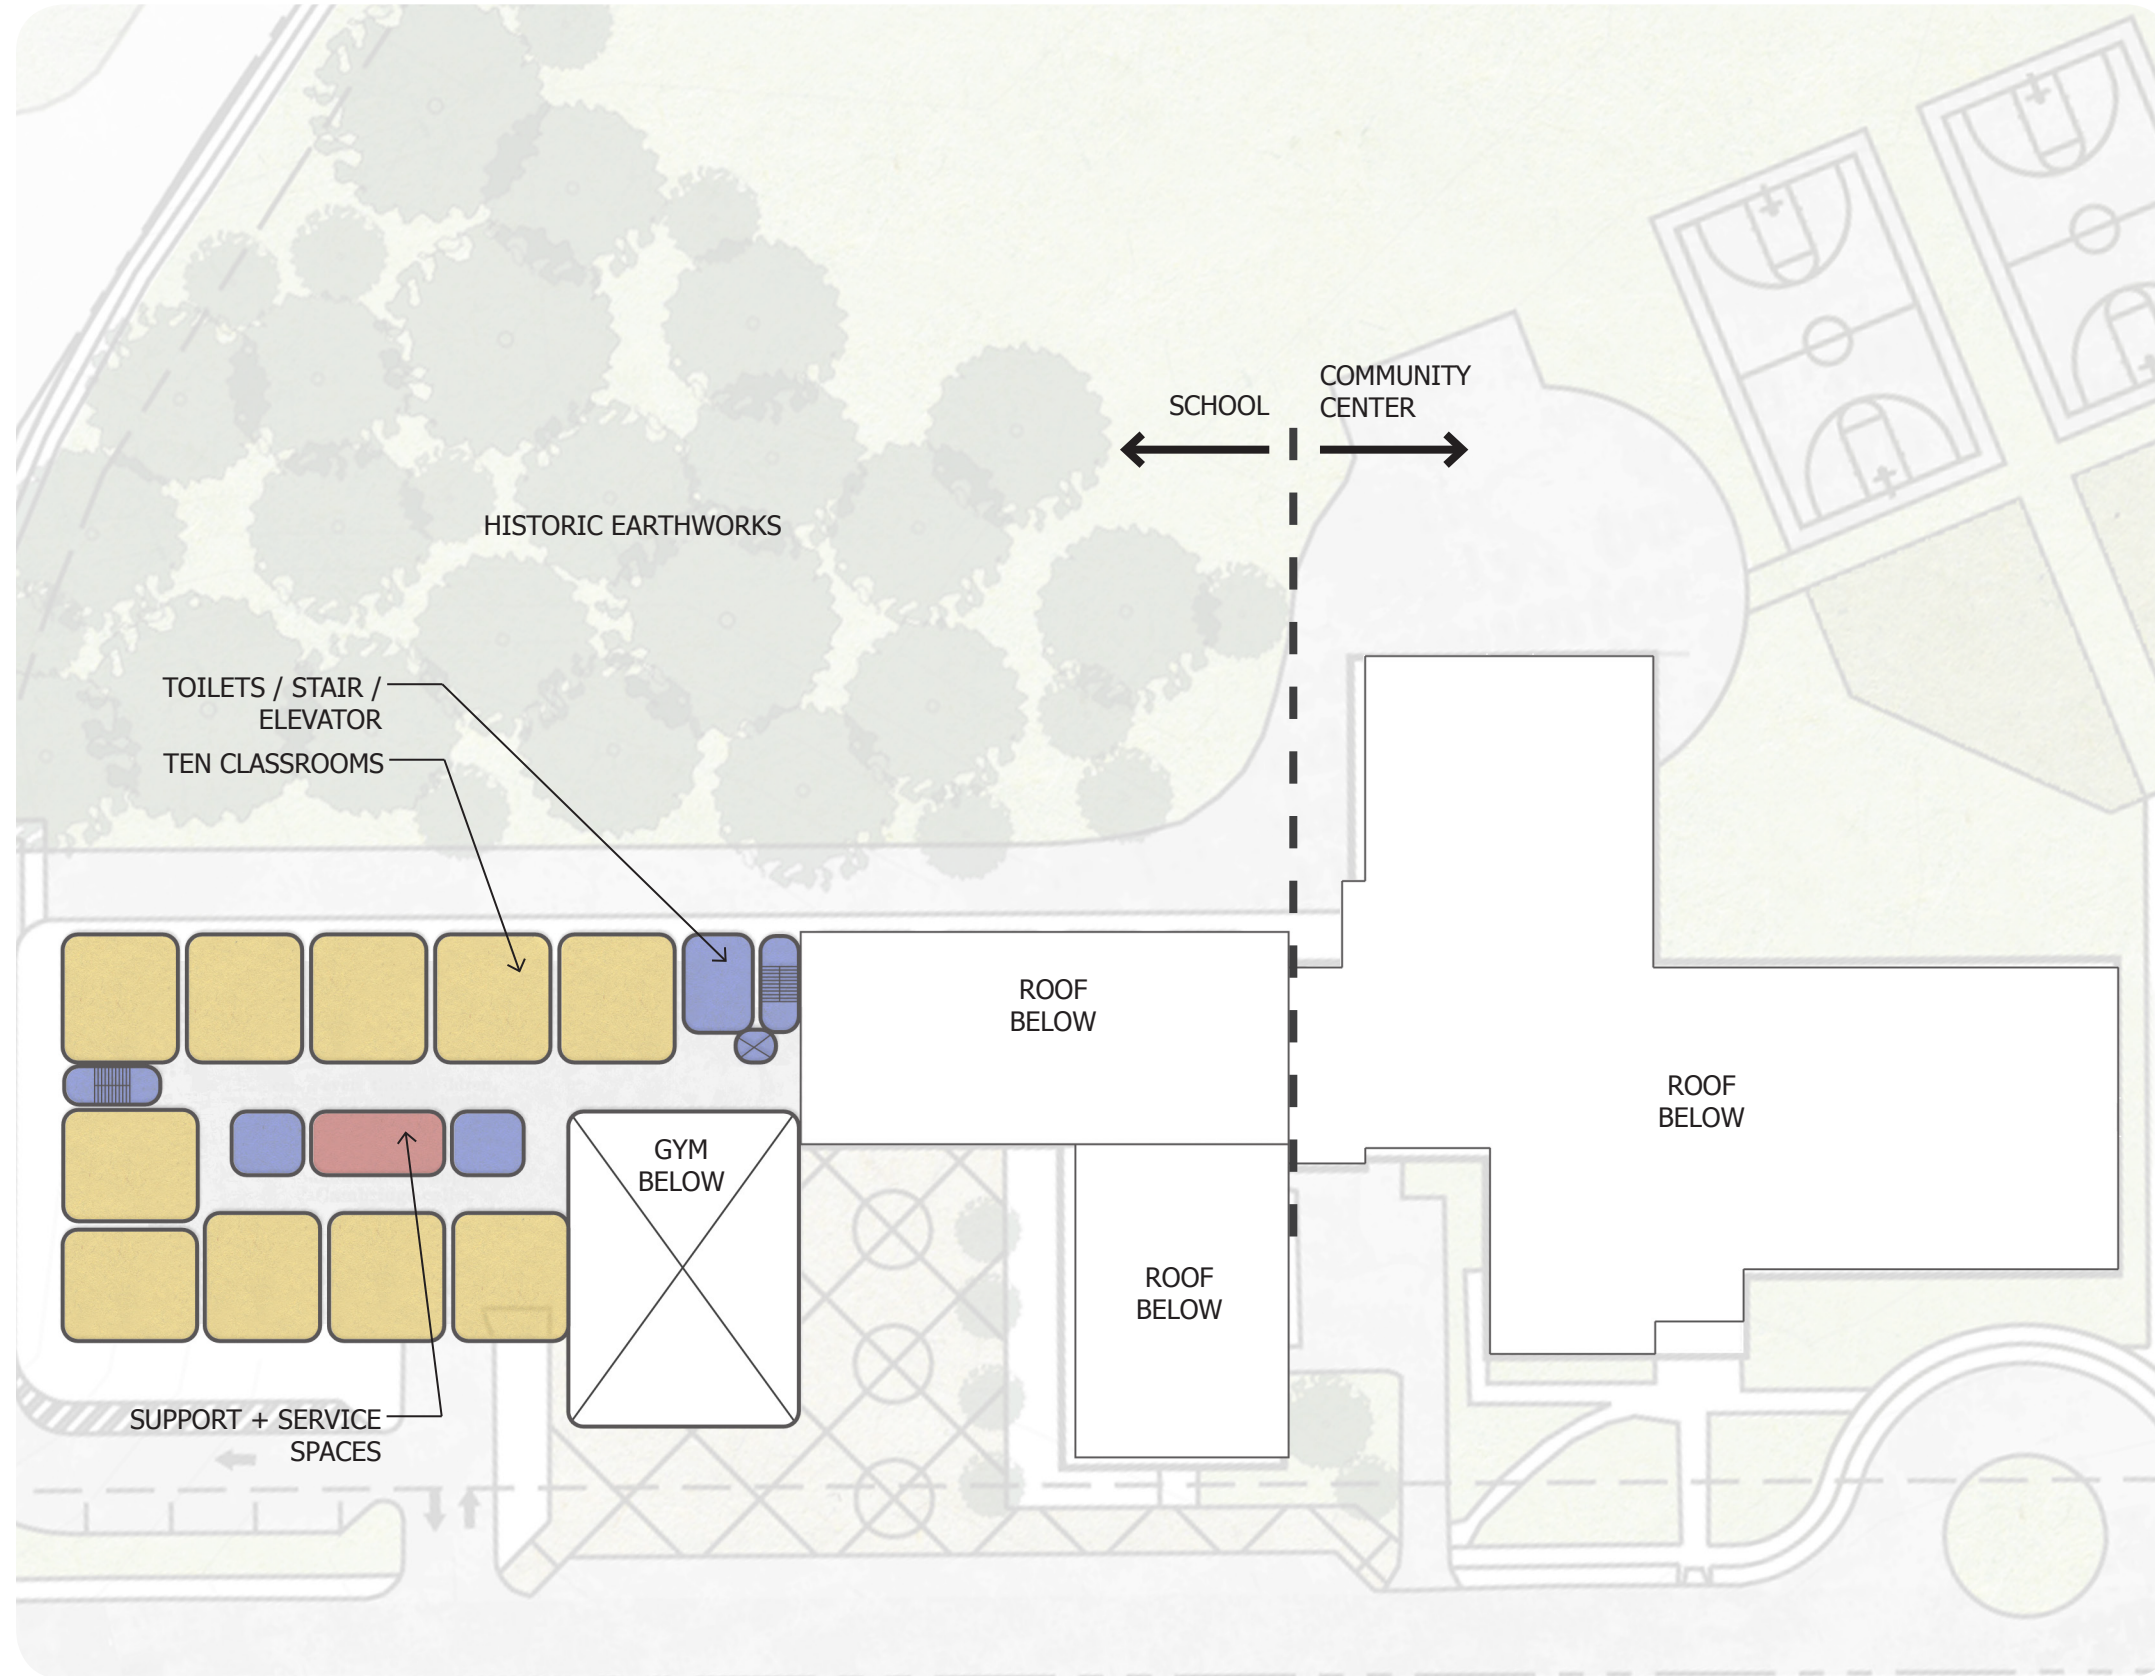 COMMUNITY
CENTER
SCHOOL
HISTORIC EARTHWORKS
TOILETS / STAIR /
ELEVATOR
TEN CLASSROOMS
ROOF
BELOW
ROOF
BELOW
GYM
BELOW
ROOF
BELOW
SUPPORT + SERVICE
SPACES